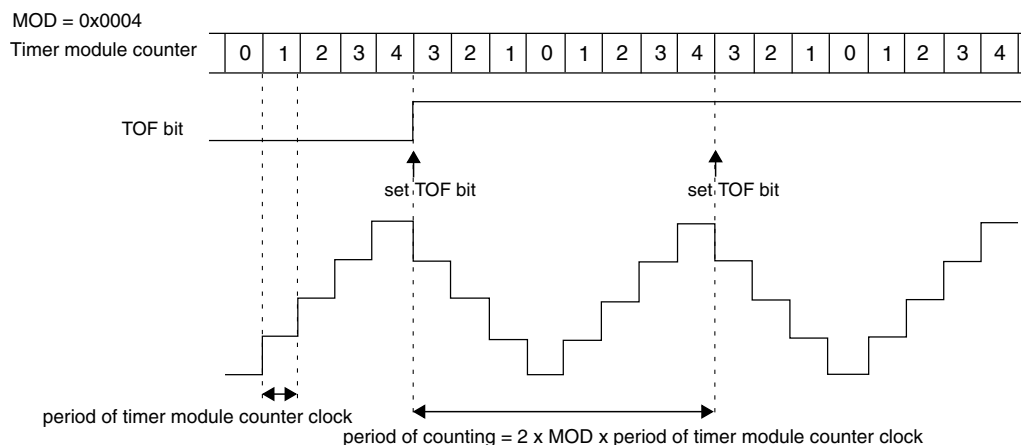 MOD = 0x0004
Timer module counter 0 1 2 3 4 3 2 1 0 1 2 3 4 3 2 1 0 1 2 3 4
TOF bit
set TOF bit set TOF bit
period of timer module counter clock
period of counting = 2 x MOD x period of timer module counter clock